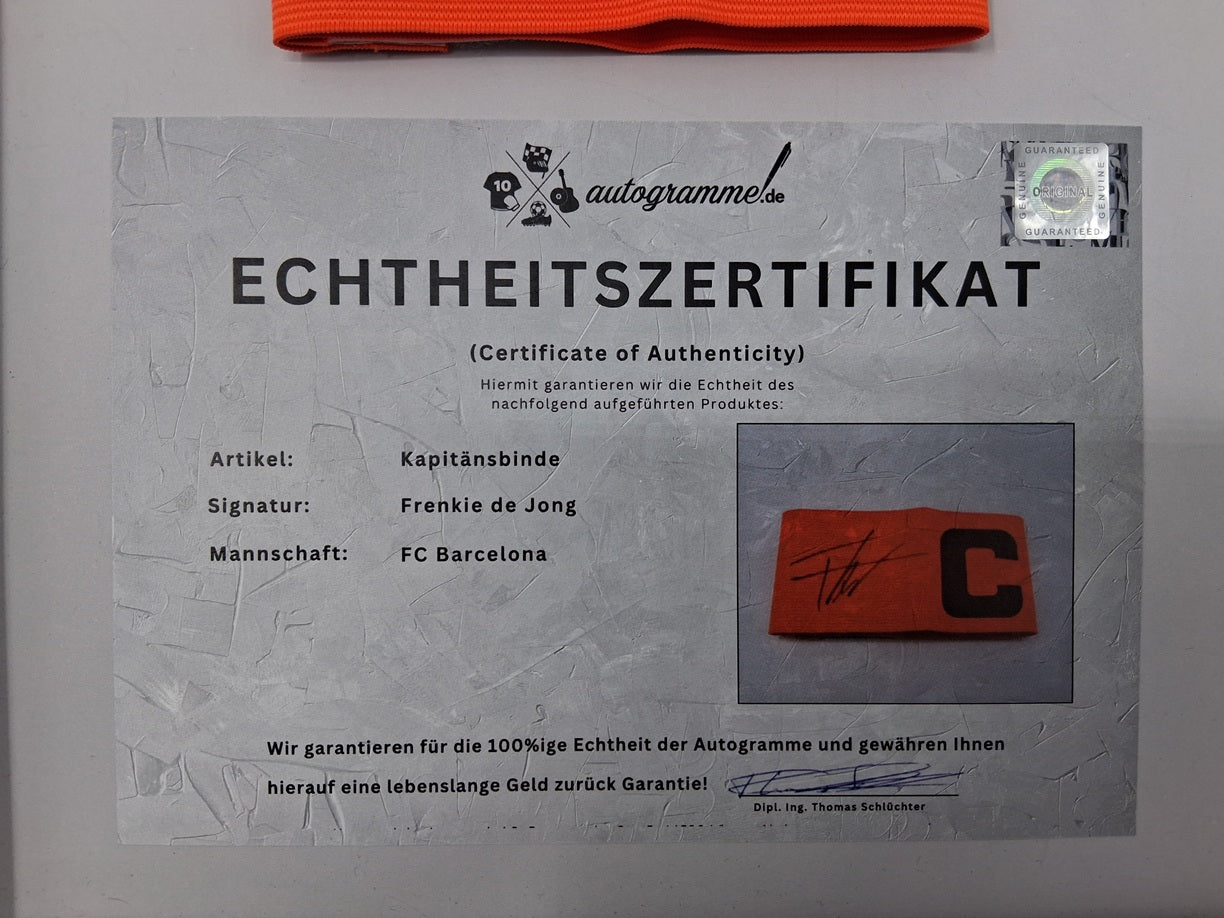 10
autogramme.de
GUARANTEED
GENUINE
ORIGINAL
GENUINE
GUARANTEED
ECHTHEITSZERTIFIKAT
(Certificate of Authenticity)
Hiermit garantieren wir die Echtheit des
nachfolgend aufgeführten Produktes:
Artikel: Kapitänsbinde
Signatur: Frenkie de Jong
Mannschaft: FC Barcelona
C
Wir garantieren für die 100%ige Echtheit der Autogramme und gewähren Ihnen
hierauf eine lebenslange Geld zurück Garantie!
Dipl. Ing. Thomas Schlüchter